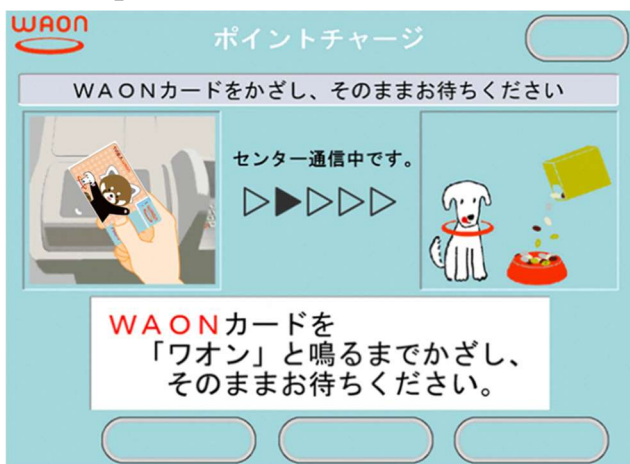 WAON
ポイントチャージ
WAONカードをかざし、そのままお待ちください
センター通信中です。
WAONカードを
「ワオン」と鳴るまでかざし、
そのままお待ちください。